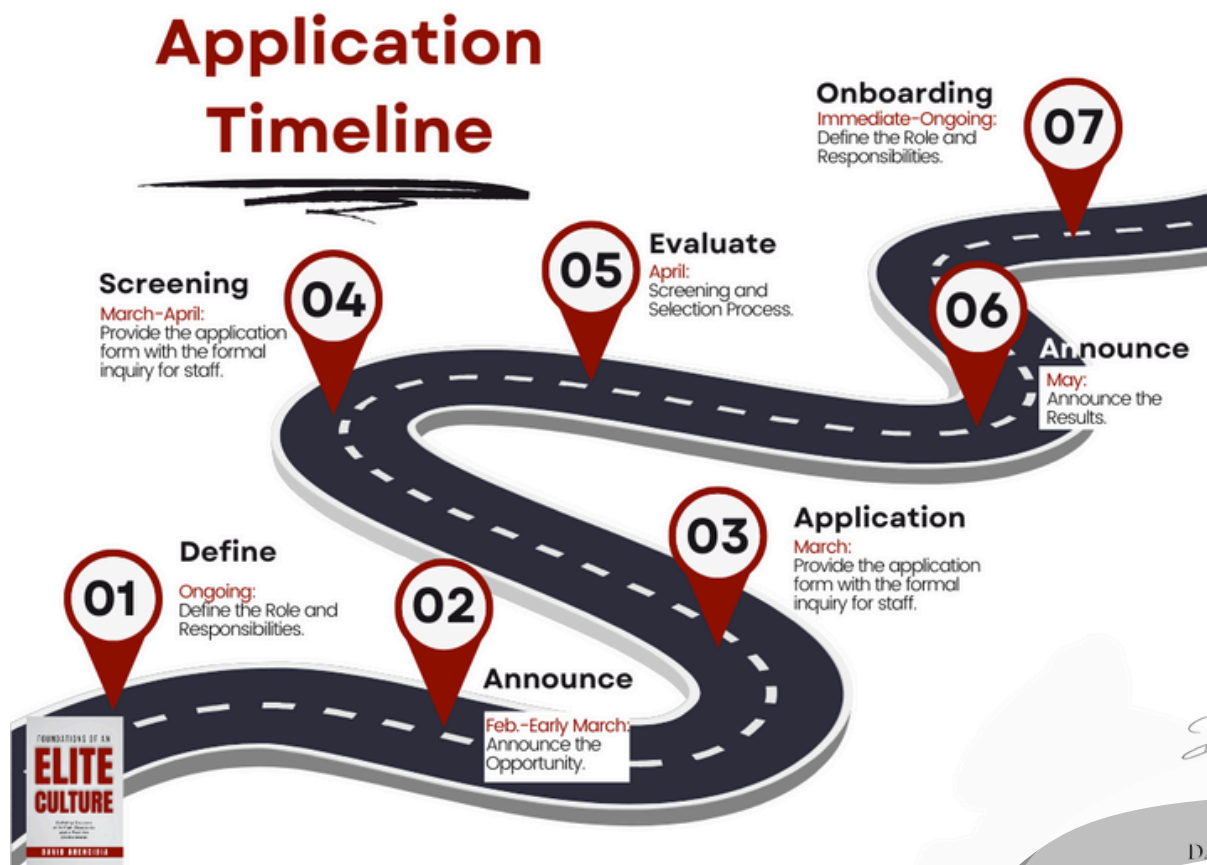 Application
Timeline
01
Define
Ongoing:
Define the Role and
Responsibilities.
02
Announce
Feb.-Early March:
Announce the
Opportunity.
03
Application
March:
Provide the application
form with the formal
inquiry for staff.
04
Screening
March-April:
Provide the application
form with the formal
inquiry for staff.
05
Evaluate
April:
Screening and
Selection Process.
06
Announce
May:
Announce the
Results.
07
Onboarding
Immediate-Ongoing:
Define the Role and
Responsibilities.
FOUNDATIONS OF AN
ELITE
CULTURE
D